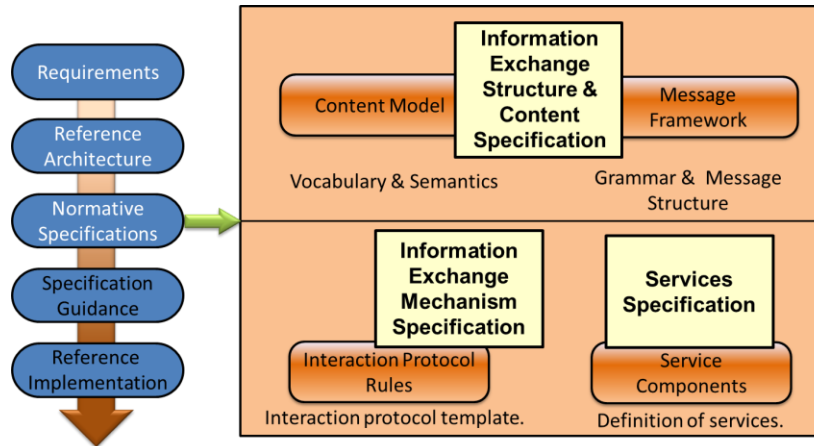 Requirements
Reference
Architecture
Normative
Specifications
Specification
Guidance
Reference
Implementation
Information
Exchange
Structure &
Content
Specification
Content Model
Message
Framework
Vocabulary & Semantics
Grammar & Message
Structure
Information
Exchange
Mechanism
Specification
Interaction Protocol
Rules
Interaction protocol template.
Services
Specification
Service
Components
Definition of services.